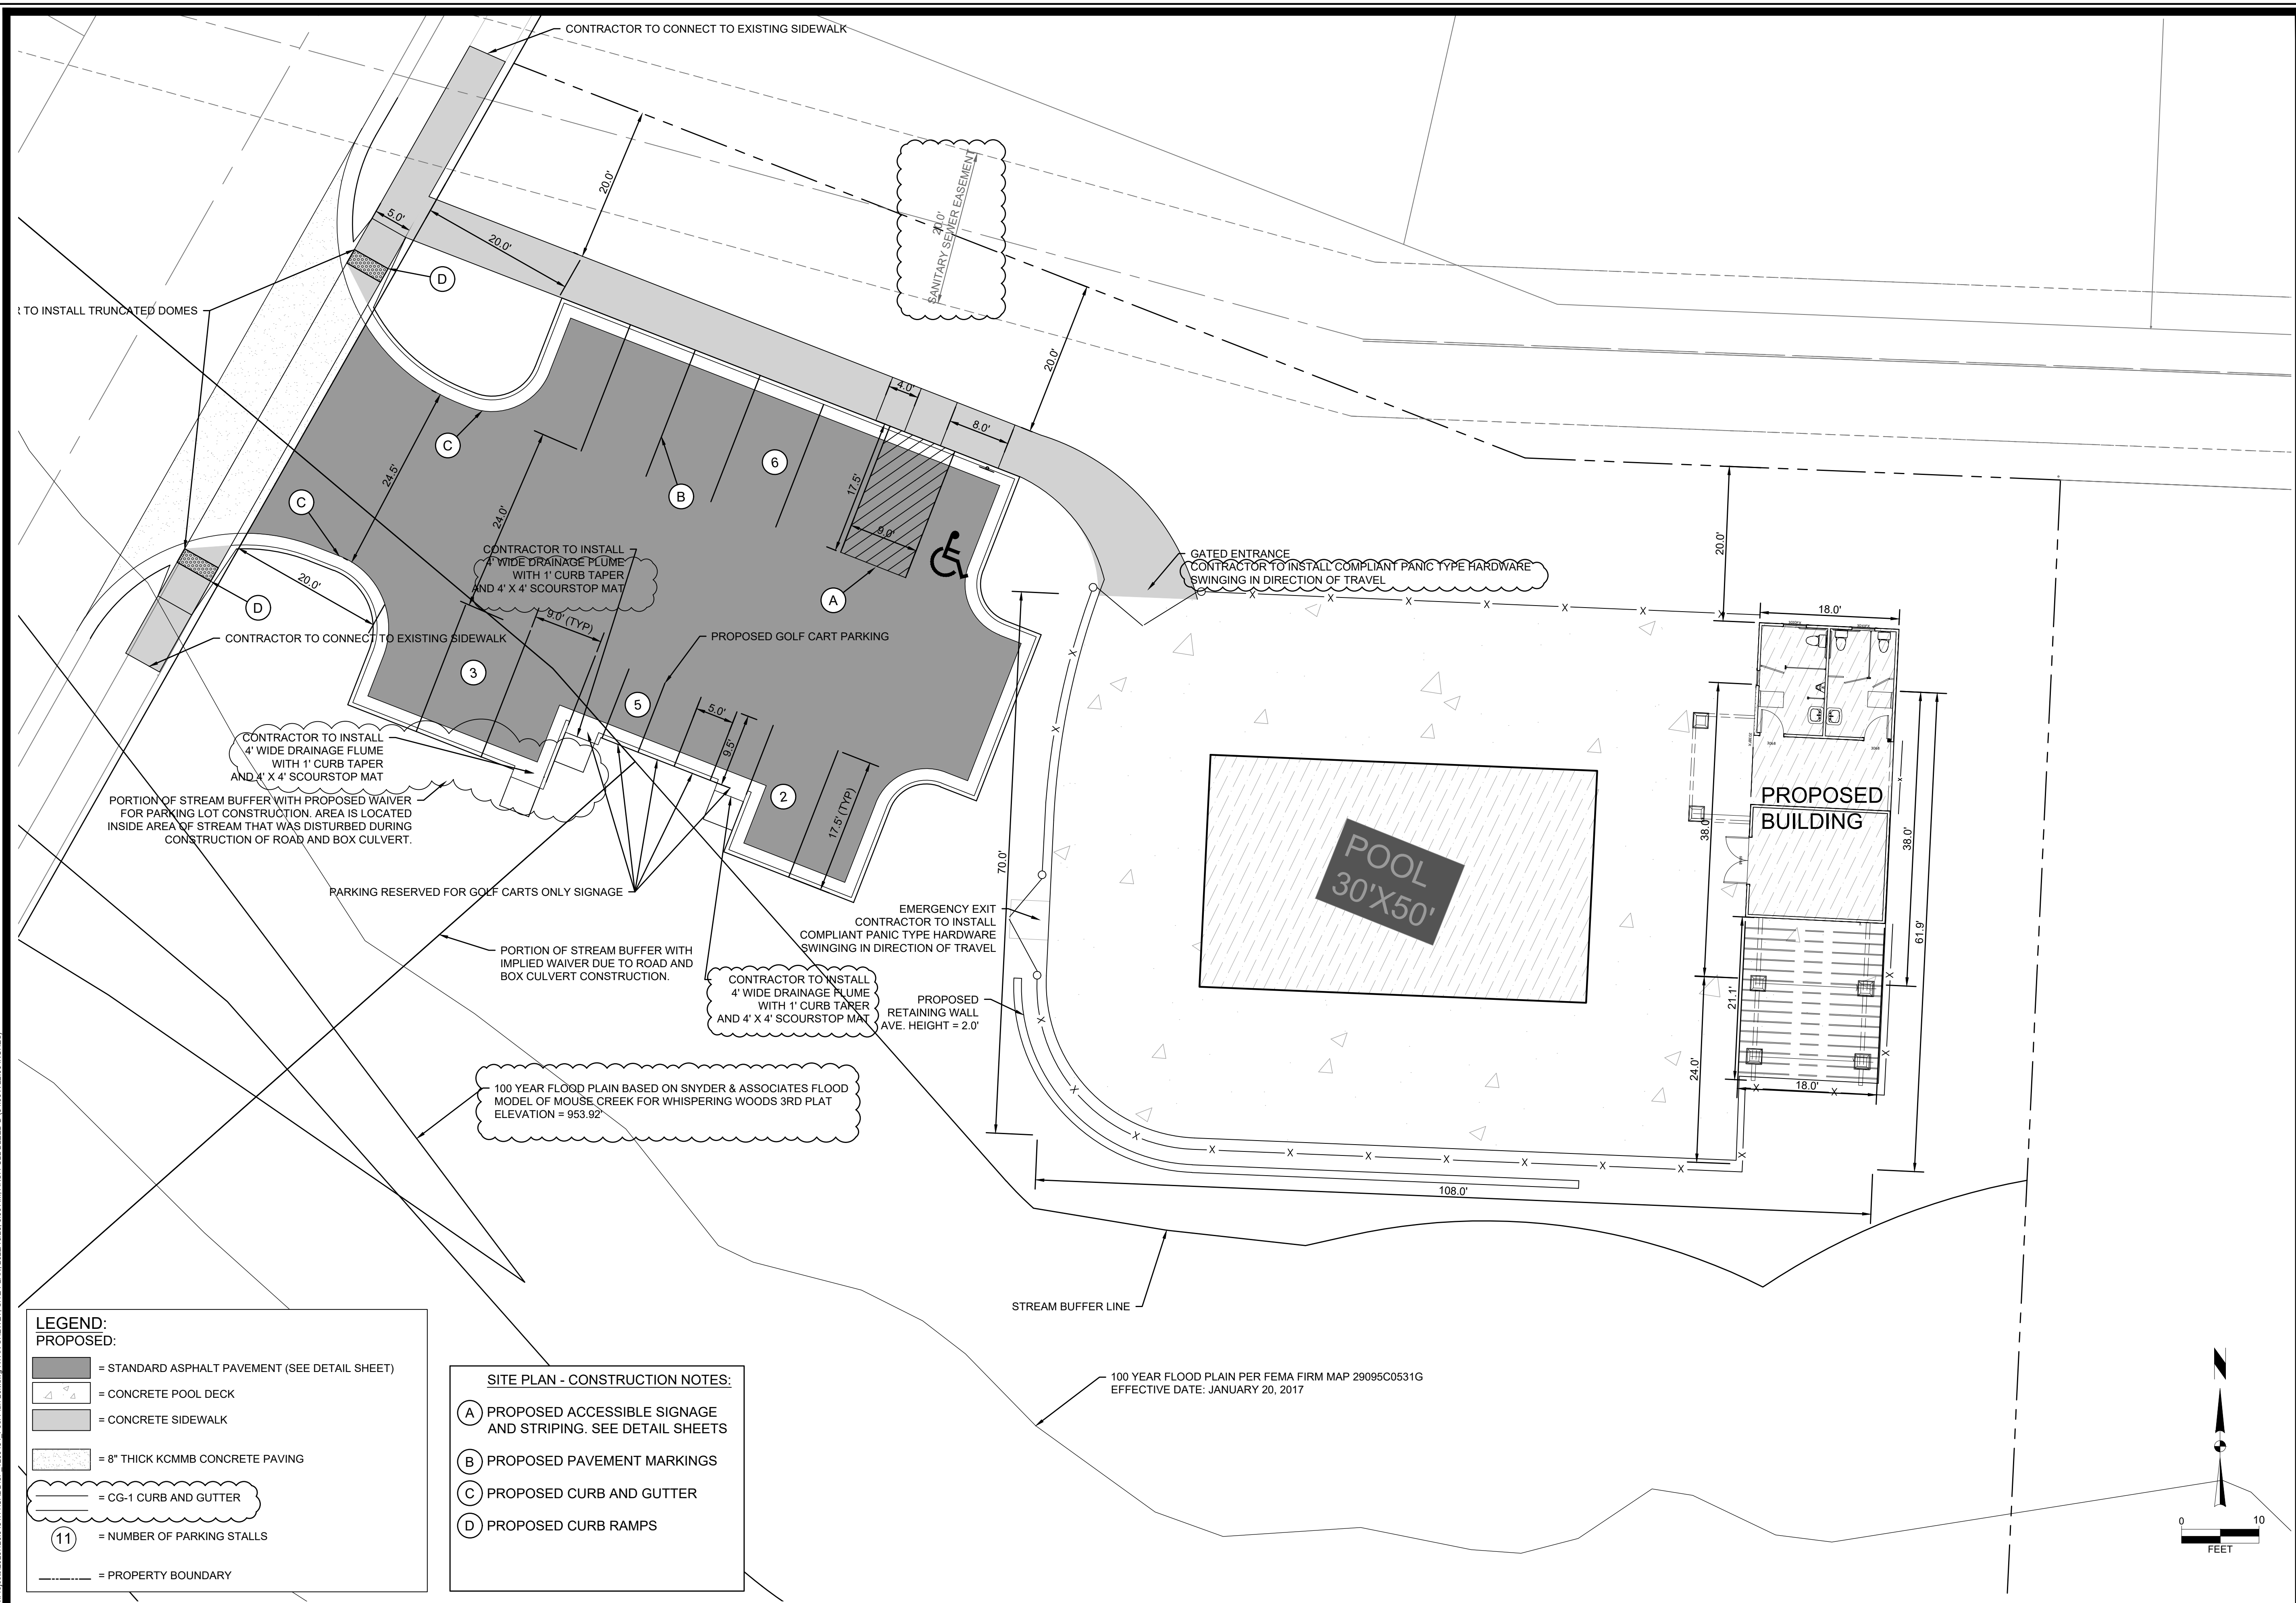 CONTRACTOR TO CONNECT TO EXISTING SIDEWALK
20.0'
20.0'
SANITARY SEWER EASEMENT
5.0'
20.0'
D
R TO INSTALL TRUNCATED DOMES
20.0'
4.0'
8.0'
C
6
24.5'
B
17.5'
C
24.0'
9.0'
20.0'
CONTRACTOR TO INSTALL
4' WIDE DRAINAGE FLUME
WITH 1' CURB TAPER
AND 4' X 4' SCOURSTOP MAT
GATED ENTRANCE
CONTRACTOR TO INSTALL COMPLIANT PANIC TYPE HARDWARE
SWINGING IN DIRECTION OF TRAVEL
20.0'
D
A
18.0'
9.0' (TYP)
CONTRACTOR TO CONNECT TO EXISTING SIDEWALK
PROPOSED GOLF CART PARKING
3
5
5.0'
9.5'
CONTRACTOR TO INSTALL
4' WIDE DRAINAGE FLUME
WITH 1' CURB TAPER
AND 4' X 4' SCOURSTOP MAT
PORTION OF STREAM BUFFER WITH PROPOSED WAIVER
FOR PARKING LOT CONSTRUCTION. AREA IS LOCATED
INSIDE AREA OF STREAM THAT WAS DISTURBED DURING
CONSTRUCTION OF ROAD AND BOX CULVERT.
2
17.5' (TYP)
PROPOSED
BUILDING
38.0'
38.0'
61.9'
70.0'
POOL
30'X50'
PARKING RESERVED FOR GOLF CARTS ONLY SIGNAGE
EMERGENCY EXIT
CONTRACTOR TO INSTALL
COMPLIANT PANIC TYPE HARDWARE
SWINGING IN DIRECTION OF TRAVEL
PORTION OF STREAM BUFFER WITH
IMPLIED WAIVER DUE TO ROAD AND
BOX CULVERT CONSTRUCTION.
CONTRACTOR TO INSTALL
4' WIDE DRAINAGE FLUME
WITH 1' CURB TAPER
AND 4' X 4' SCOURSTOP MAT
PROPOSED
RETAINING WALL
AVE. HEIGHT = 2.0'
21.1'
24.0'
18.0'
100 YEAR FLOOD PLAIN BASED ON SNYDER & ASSOCIATES FLOOD
MODEL OF MOUSE CREEK FOR WHISPERING WOODS 3RD PLAT
ELEVATION = 953.92'
108.0'
STREAM BUFFER LINE
100 YEAR FLOOD PLAIN PER FEMA FIRM MAP 29095C0531G
EFFECTIVE DATE: JANUARY 20, 2017
LEGEND:
PROPOSED:
= STANDARD ASPHALT PAVEMENT (SEE DETAIL SHEET)
= CONCRETE POOL DECK
= CONCRETE SIDEWALK
= 8" THICK KCMMB CONCRETE PAVING
= CG-1 CURB AND GUTTER
11 = NUMBER OF PARKING STALLS
= PROPERTY BOUNDARY
SITE PLAN - CONSTRUCTION NOTES:
A PROPOSED ACCESSIBLE SIGNAGE
AND STRIPING. SEE DETAIL SHEETS
B PROPOSED PAVEMENT MARKINGS
C PROPOSED CURB AND GUTTER
D PROPOSED CURB RAMPS
N
0 10
FEET